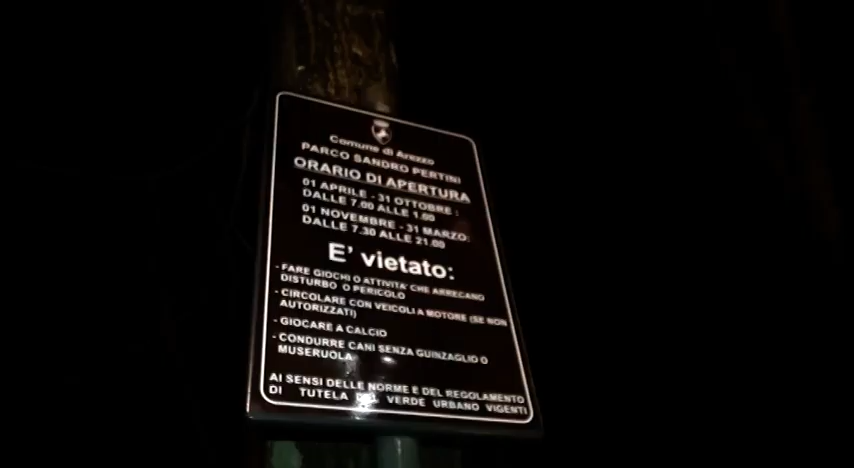 Comune di Arezzo
PARCO SANDRO PERTINI
ORARIO DI APERTURA
01 APRILE - 31 OTTOBRE :
DALLE 7.00 ALLE 1.00
01 NOVEMBRE - 31 MARZO:
DALLE 7.30 ALLE 21.00
E' vietato:
- FARE GIOCHI O ATTIVITA' CHE ARRECANO
DISTURBO O PERICOLO
- CIRCOLARE CON VEICOLI A MOTORE (SE NON
AUTORIZZATI)
- GIOCARE A CALCIO
- CONDURRE CANI SENZA GUINZAGLIO O
MUSERUOLA
AI SENSI DELLE NORME E DEL REGOLAMENTO
DI TUTELA DEL VERDE URBANO VIGENTI